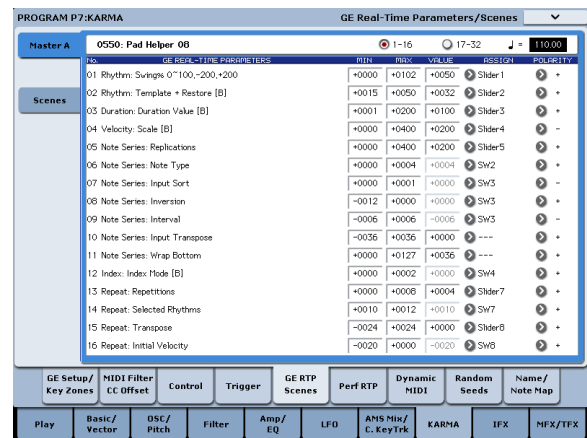 PROGRAM P7:KARMA GE Real-Time Parameters/Scenes
Master A 0550: Pad Helper 08 1-16 17-32 ♩ = 110.00
No. GE REAL-TIME PARAMETERS MIN MAX VALUE ASSIGN POLARITY
01 Rhythm: Swing% 0~100,-200,+200 +0000 +0102 +0050 Slider1 +
02 Rhythm: Template + Restore [B] +0015 +0050 +0032 Slider2 +
Scenes
03 Duration: Duration Value [B] +0001 +0200 +0100 Slider3 +
04 Velocity: Scale [B] +0000 +0400 +0200 Slider4 -
05 Note Series: Replications +0000 +0400 +0200 Slider5 +
06 Note Series: Note Type +0000 +0004 +0004 SW2 +
07 Note Series: Input Sort +0000 +0001 +0000 SW3 -
08 Note Series: Inversion -0012 +0000 +0000 SW3 -
09 Note Series: Interval -0006 +0006 -0006 SW3 -
10 Note Series: Input Transpose -0036 +0036 +0000 --- +
11 Note Series: Wrap Bottom +0000 +0127 +0036 --- +
12 Index: Index Mode [B] +0000 +0002 +0000 SW4 +
13 Repeat: Repetitions +0000 +0008 +0004 Slider7 +
14 Repeat: Selected Rhythms +0010 +0012 +0010 SW7 +
15 Repeat: Transpose -0024 +0024 +0000 Slider8 +
16 Repeat: Initial Velocity -0020 +0000 -0020 SW8 +
GE Setup/ Key Zones MIDI Filter CC Offset Control Trigger GE RTP Scenes Perf RTP Dynamic MIDI Random Seeds Name/ Note Map
Play Basic/ Vector OSC/ Pitch Filter Amp/ EQ LFO AMS Mix/ C. KeyTrk KARMA IFX MFX/TFX